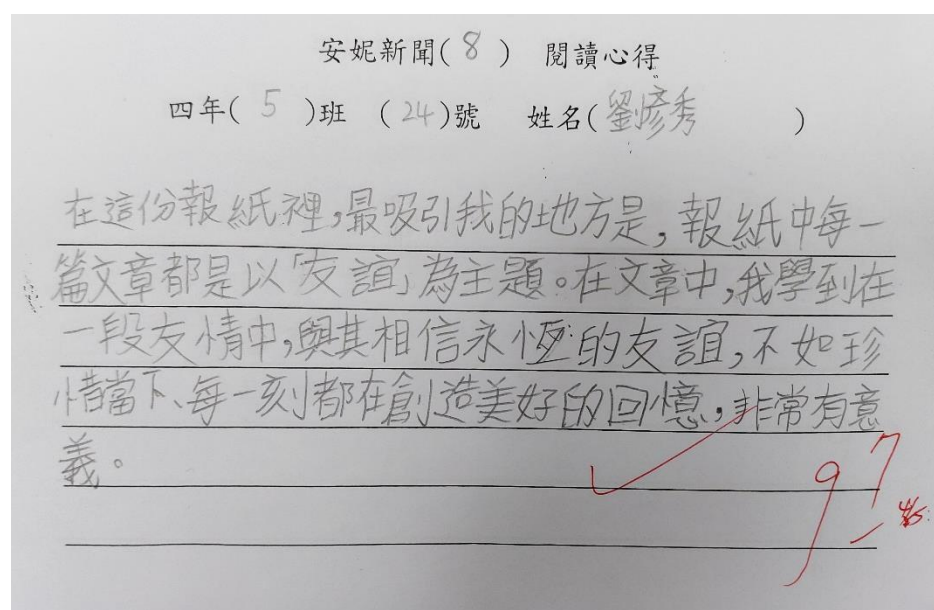 安妮新聞(8) 閱讀心得
四年(5)班 (24)號 姓名(劉彥秀)
在這份報紙裡,最吸引我的地方是,報紙中每一
篇文章都是以「友誼」為主題。在文章中,我學到在
一段友情中,與其相信永恆的友誼,不如珍
惜當下、每一刻都在創造美好的回憶,非常有意
義。
97